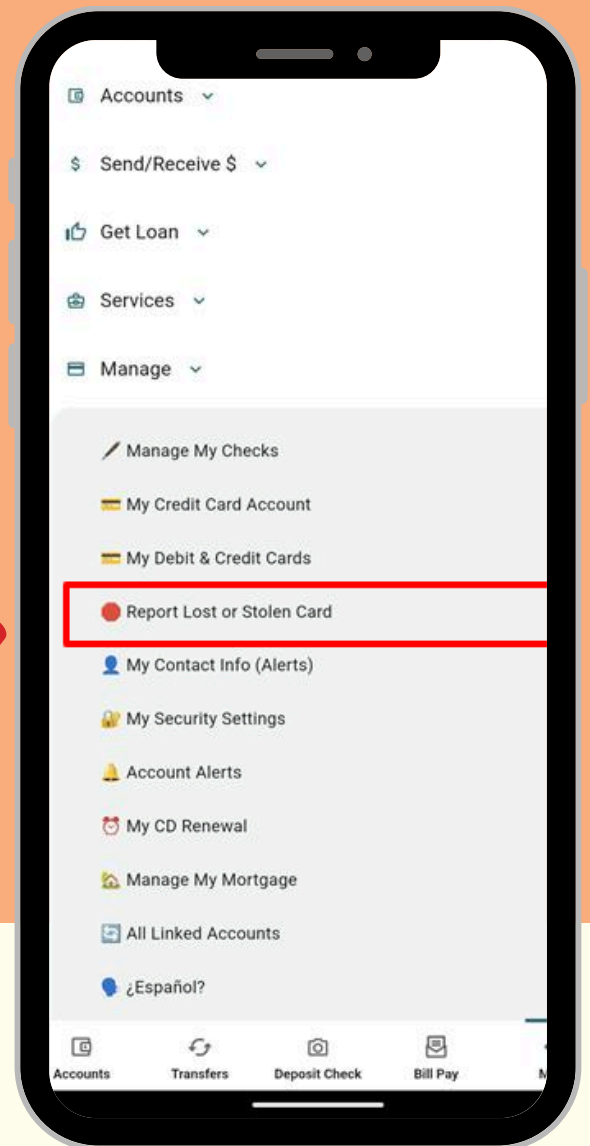 Accounts
Send/Receive $
Get Loan
Services
Manage
Manage My Checks
My Credit Card Account
My Debit & Credit Cards
Report Lost or Stolen Card
My Contact Info (Alerts)
My Security Settings
Account Alerts
My CD Renewal
Manage My Mortgage
All Linked Accounts
¿Español?
Accounts Transfers Deposit Check Bill Pay